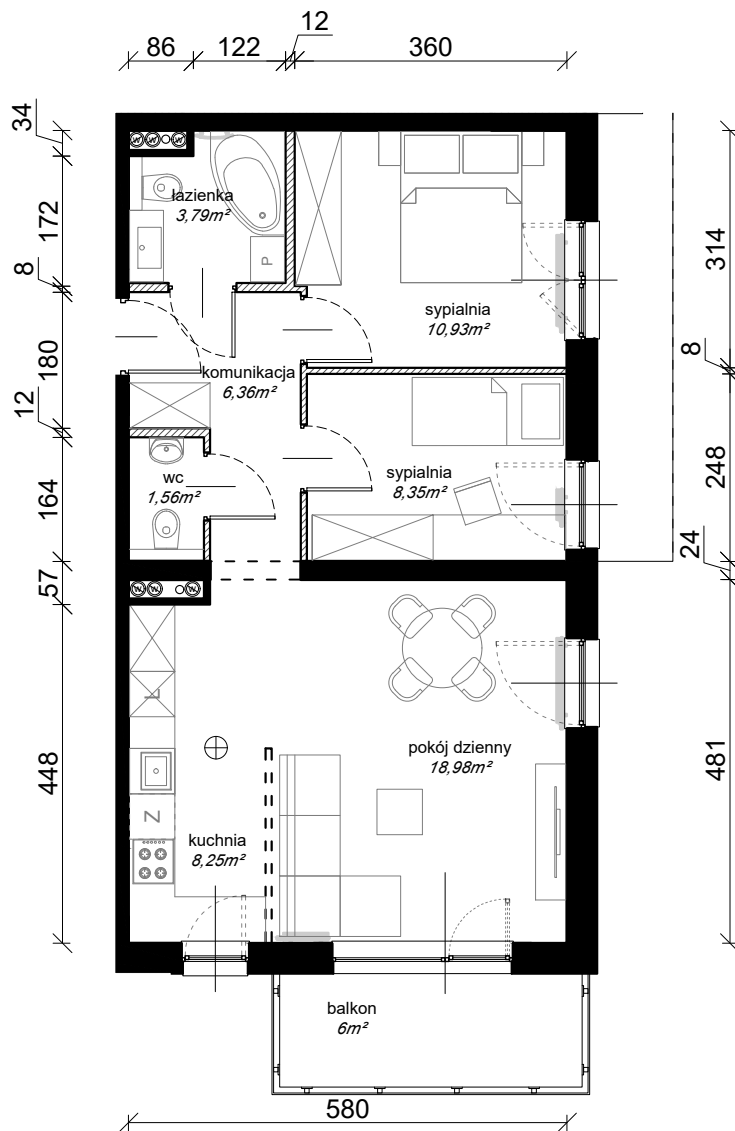 12
86 122 360
34
172
8
180
12
164
57
448
314
8
248
24
481
W W W
łazienka
3,79m²
P
sypialnia
10,93m²
komunikacja
6,36m²
wc
1,56m²
sypialnia
8,35m²
W W W
L
pokój dzienny
18,98m²
Z
kuchnia
8,25m²
balkon
6m²
580